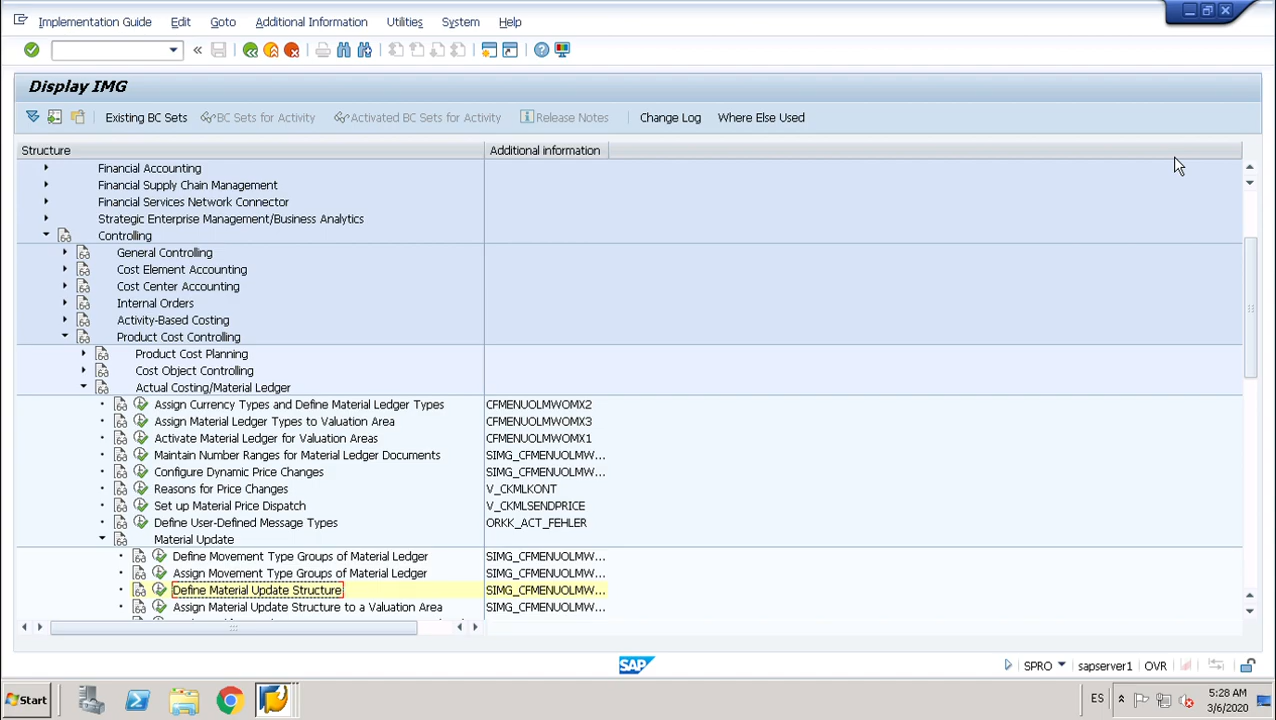 Implementation Guide Edit Goto Additional Information Utilities System Help
Display IMG
Existing BC Sets BC Sets for Activity Activated BC Sets for Activity Release Notes Change Log Where Else Used
Structure Additional information
Financial Accounting
Financial Supply Chain Management
Financial Services Network Connector
Strategic Enterprise Management/Business Analytics
Controlling
General Controlling
Cost Element Accounting
Cost Center Accounting
Internal Orders
Activity-Based Costing
Product Cost Controlling
Product Cost Planning
Cost Object Controlling
Actual Costing/Material Ledger
Assign Currency Types and Define Material Ledger Types CFMENUOLMWOMX2
Assign Material Ledger Types to Valuation Area CFMENUOLMWOMX3
Activate Material Ledger for Valuation Areas CFMENUOLMWOMX1
Maintain Number Ranges for Material Ledger Documents SIMG_CFMENUOLMW...
Configure Dynamic Price Changes SIMG_CFMENUOLMW...
Reasons for Price Changes V_CKMLKONT
Set up Material Price Dispatch V_CKMLSENDPRICE
Define User-Defined Message Types ORKK_ACT_FEHLER
Material Update
Define Movement Type Groups of Material Ledger SIMG_CFMENUOLMW...
Assign Movement Type Groups of Material Ledger SIMG_CFMENUOLMW...
Define Material Update Structure SIMG_CFMENUOLMW...
Assign Material Update Structure to a Valuation Area SIMG_CFMENUOLMW...
SAP SPRO sapserver1 OVR
Start ES 5:28 AM
3/6/2020